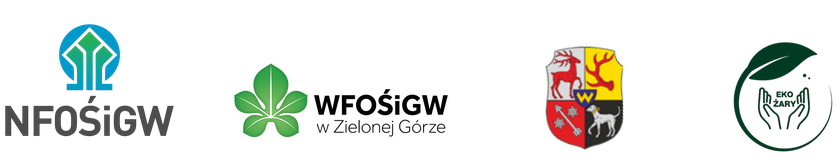 NFOŚiGW
WFOŚiGW
w Zielonej Górze
W
EKO
ŻARY